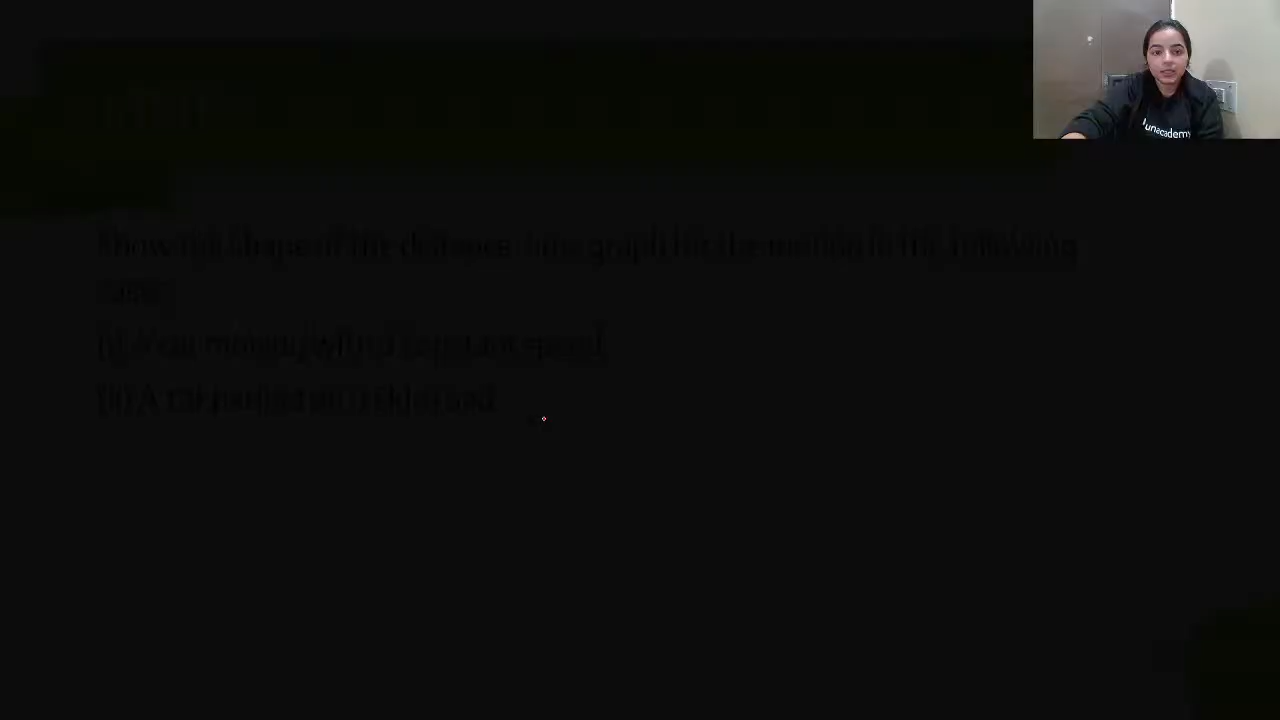 Show the shape of the distance-time graph for the motion in the following
cases:
(i) A car moving with a constant speed.
(ii) A car parked on a side road.
unacademy